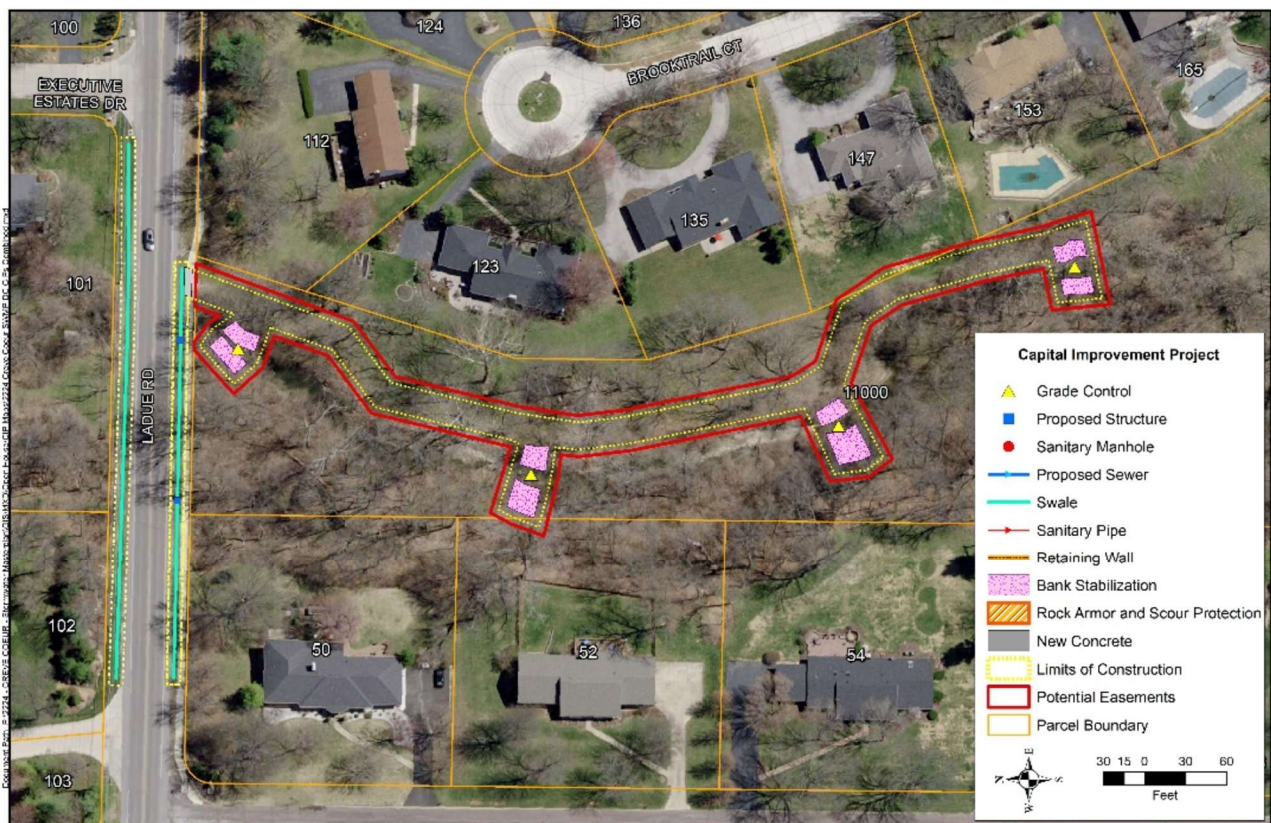 100
124
136
EXECUTIVE
ESTATES DR
BROOKTRAIL CT
165
153
112
147
135
123
101
LADUE RD
11000
102
50
52
54
103
Capital Improvement Project
Grade Control
Proposed Structure
Sanitary Manhole
Proposed Sewer
Swale
Sanitary Pipe
Retaining Wall
Bank Stabilization
Rock Armor and Scour Protection
New Concrete
Limits of Construction
Potential Easements
Parcel Boundary
E
N S
W
30 15 0 30 60
Feet